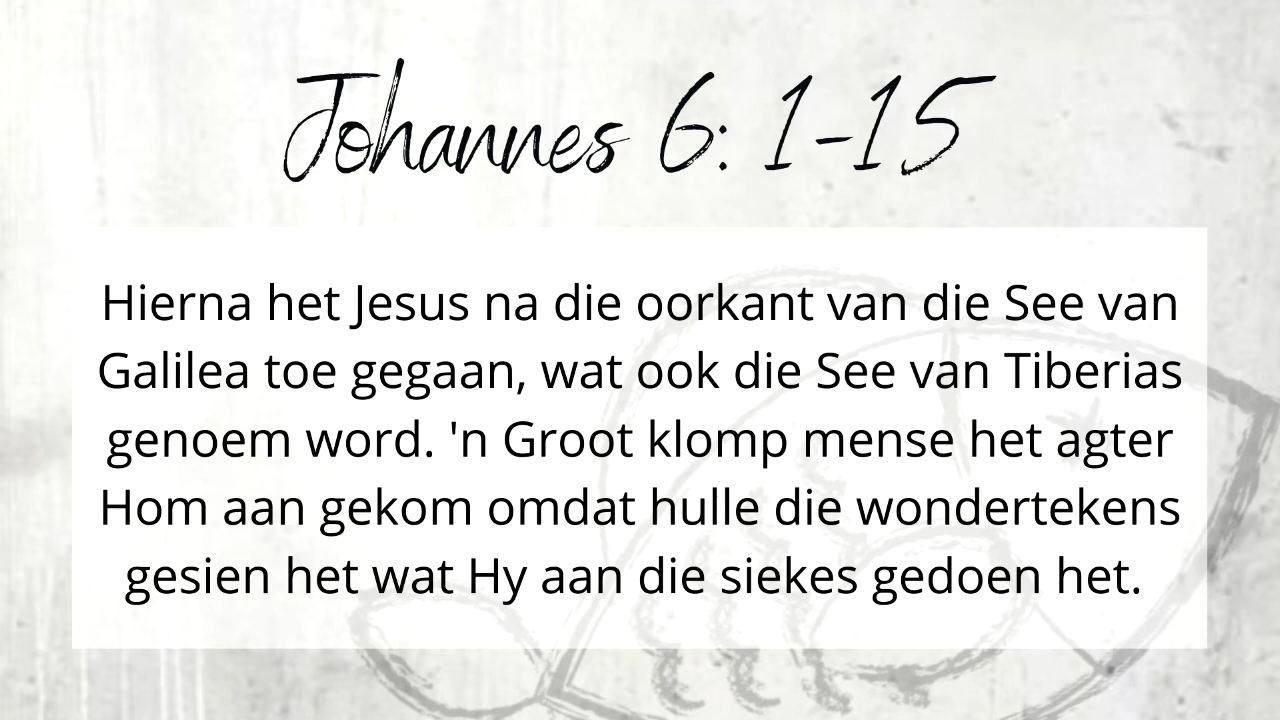 Johannes 6: 1-15
Hierna het Jesus na die oorkant van die See van
Galilea toe gegaan, wat ook die See van Tiberias
genoem word. 'n Groot klomp mense het agter
Hom aan gekom omdat hulle die wondertekens
gesien het wat Hy aan die siekes gedoen het.